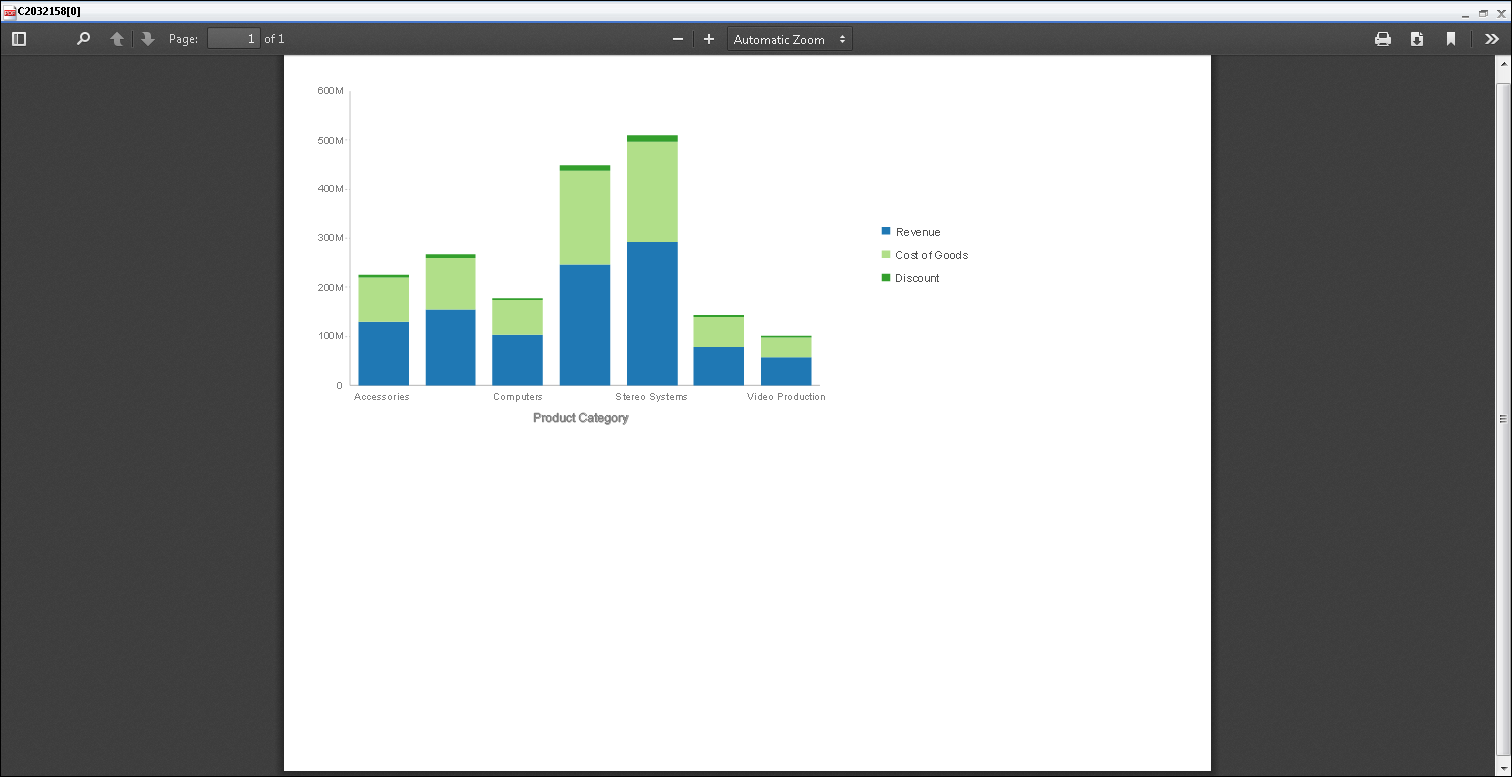 C2032158[0]
Page: 1 of 1
Automatic Zoom
600M
500M
400M
300M
200M
100M
0
Revenue
Cost of Goods
Discount
Accessories Computers Stereo Systems Video Production
Product Category